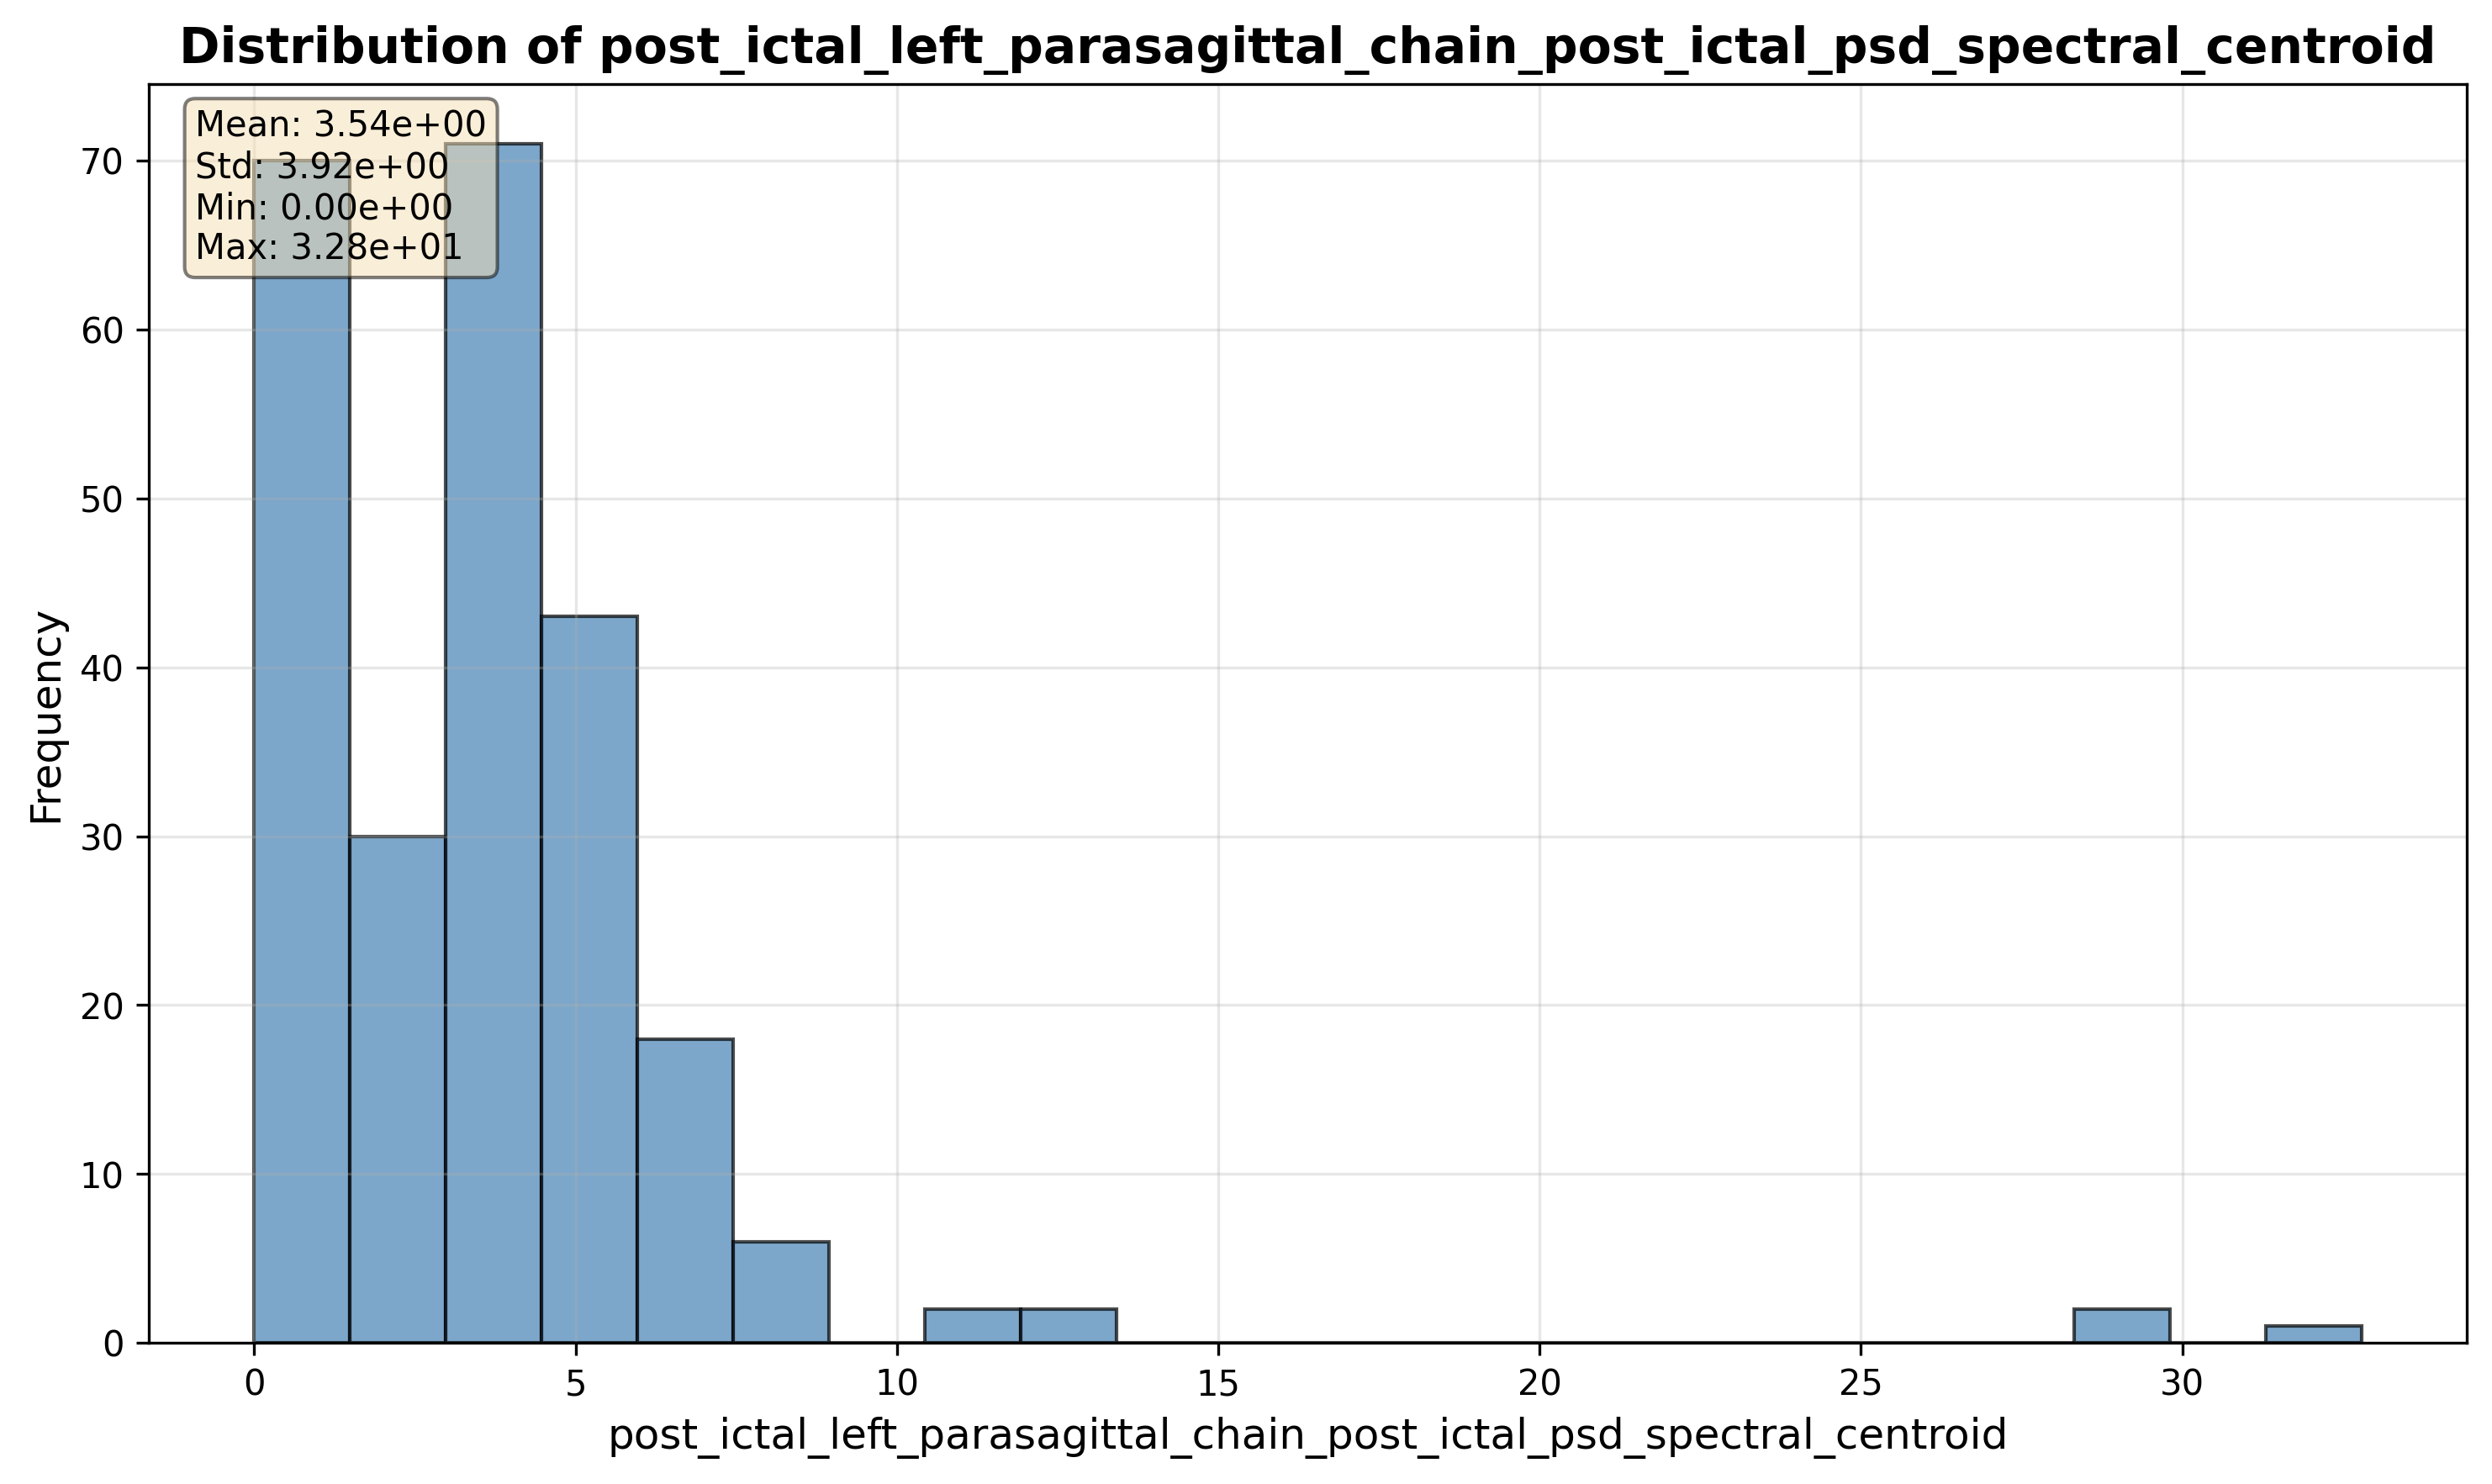 Distribution of post_ictal_left_parasagittal_chain_post_ictal_psd_spectral_centroid
Mean: 3.54e+00
Std: 3.92e+00
Min: 0.00e+00
Max: 3.28e+01
Frequency
70
60
50
40
30
20
10
0
0 5 10 15 20 25 30
post_ictal_left_parasagittal_chain_post_ictal_psd_spectral_centroid